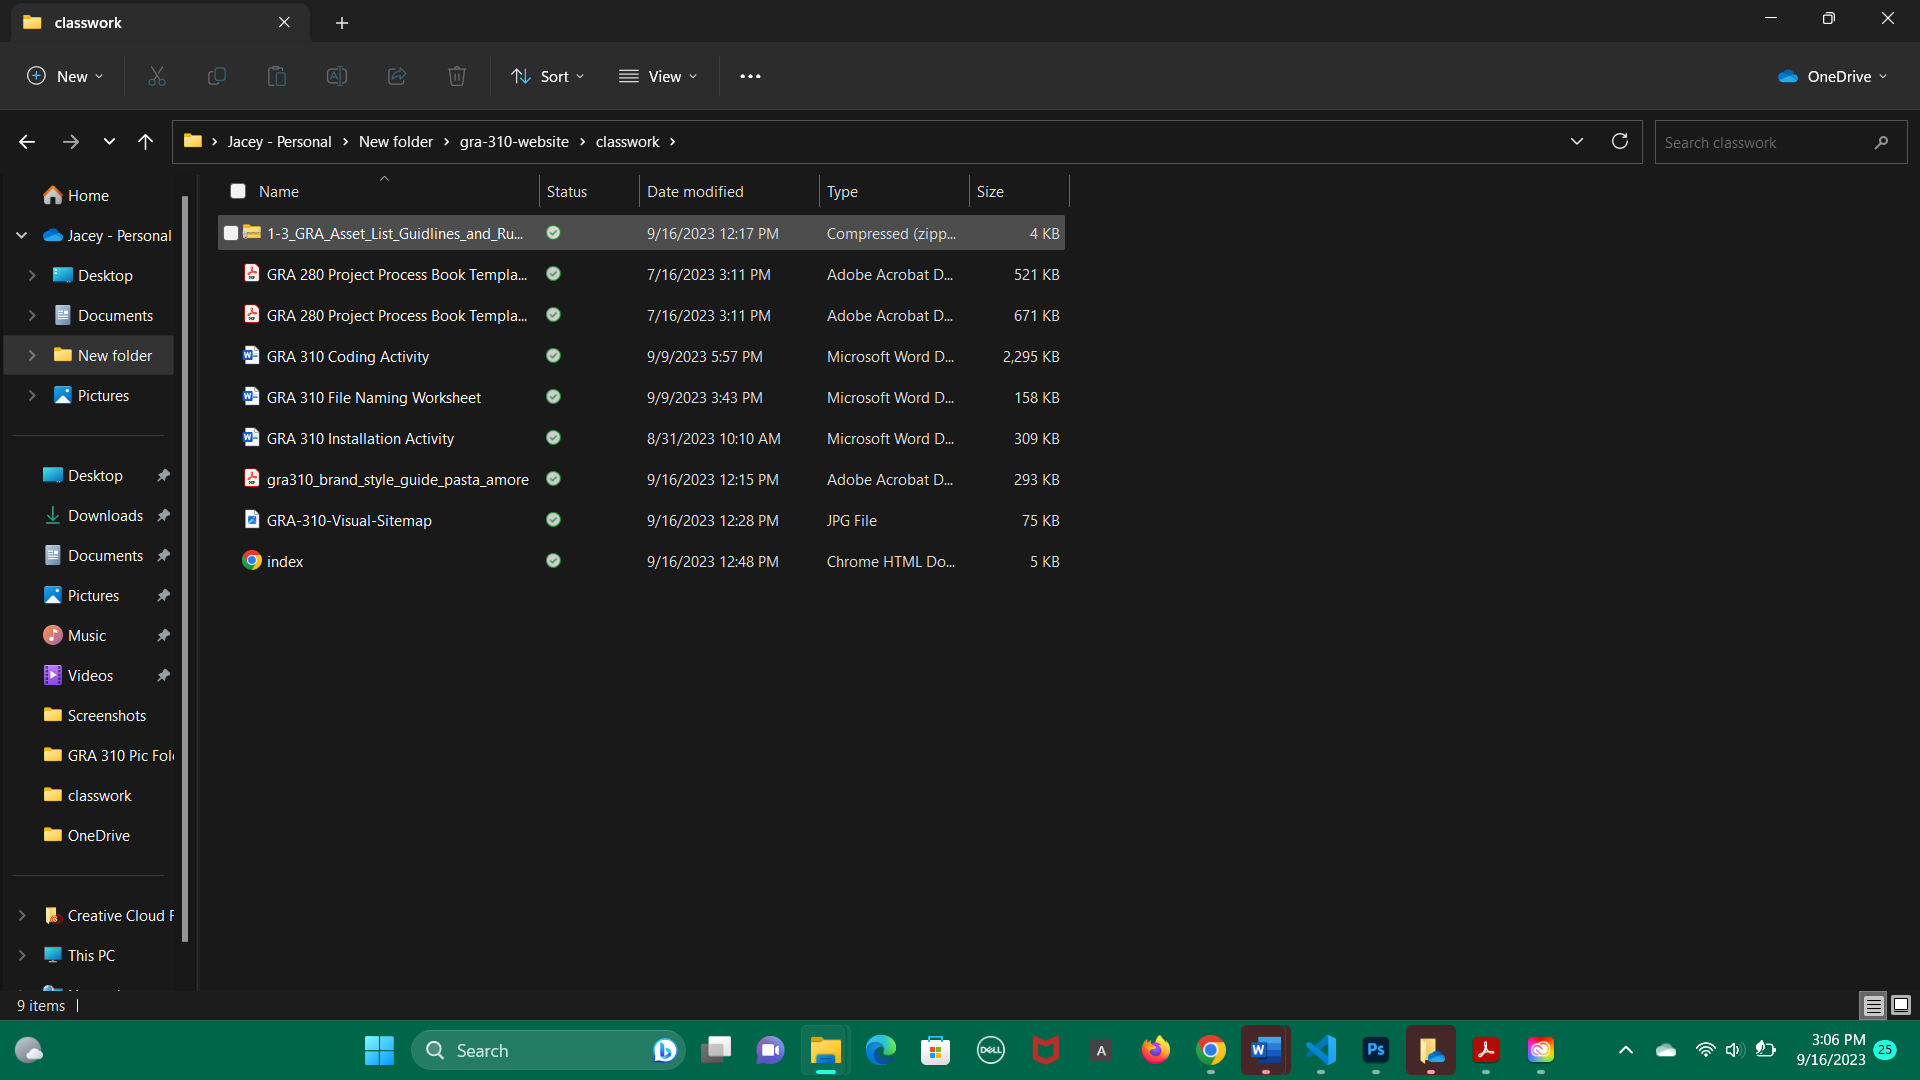 classwork
New
Sort
View
OneDrive
Jacey - Personal
New folder
gra-310-website
classwork
Search classwork
Name Status Date modified Type Size
1-3_GRA_Asset_List_Guidlines_and_Ru... 9/16/2023 12:17 PM Compressed (zipp... 4 KB
GRA 280 Project Process Book Templa... 7/16/2023 3:11 PM Adobe Acrobat D... 521 KB
GRA 280 Project Process Book Templa... 7/16/2023 3:11 PM Adobe Acrobat D... 671 KB
GRA 310 Coding Activity 9/9/2023 5:57 PM Microsoft Word D... 2,295 KB
GRA 310 File Naming Worksheet 9/9/2023 3:43 PM Microsoft Word D... 158 KB
GRA 310 Installation Activity 8/31/2023 10:10 AM Microsoft Word D... 309 KB
gra310_brand_style_guide_pasta_amore 9/16/2023 12:15 PM Adobe Acrobat D... 293 KB
GRA-310-Visual-Sitemap 9/16/2023 12:28 PM JPG File 75 KB
index 9/16/2023 12:48 PM Chrome HTML Do... 5 KB
Home
Jacey - Personal
Desktop
Documents
New folder
Pictures
Desktop
Downloads
Documents
Pictures
Music
Videos
Screenshots
GRA 310 Pic Fol
classwork
OneDrive
Creative Cloud F
This PC
9 items
Search
DELL
A
W
Ps
3:06 PM
9/16/2023
25